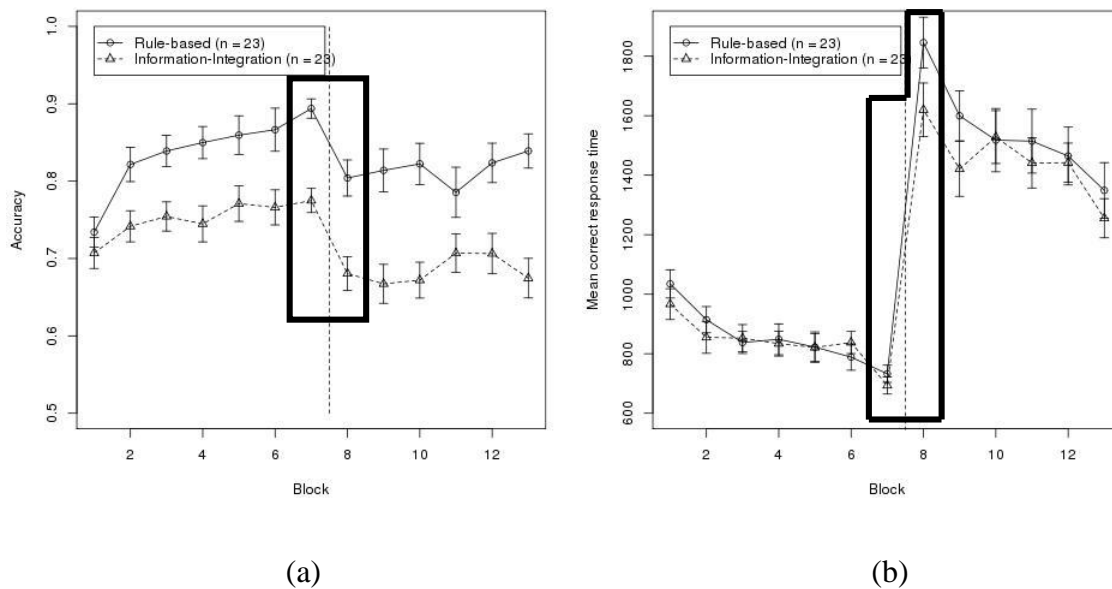 Rule-based (n = 23)
Information-Integration (n = 23)
Accuracy
1.0
0.9
0.8
0.7
0.6
0.5
2 4 6 8 10 12
Block
(a)
Rule-based (n = 23)
Information-Integration (n = 23)
Mean correct response time
1800
1600
1400
1200
1000
800
600
2 4 6 8 10 12
Block
(b)